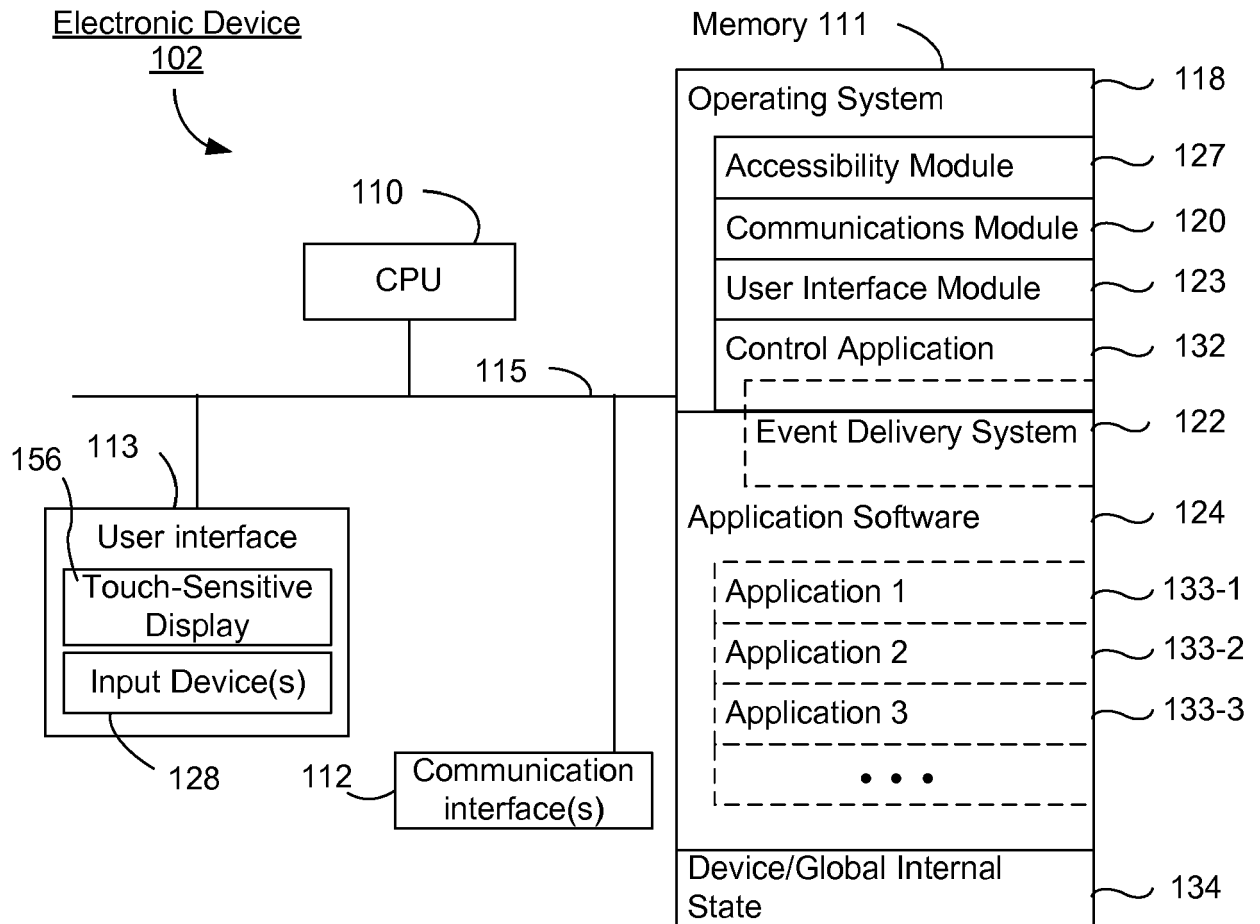 Electronic Device
102
Memory 111
Operating System
118
Accessibility Module
127
Communications Module
120
User Interface Module
123
Control Application
132
Event Delivery System
122
Application Software
124
Application 1
133-1
Application 2
133-2
Application 3
133-3
• • •
Device/Global Internal
State
134
110
CPU
115
113
156
User interface
Touch-Sensitive
Display
Input Device(s)
128
112
Communication
interface(s)